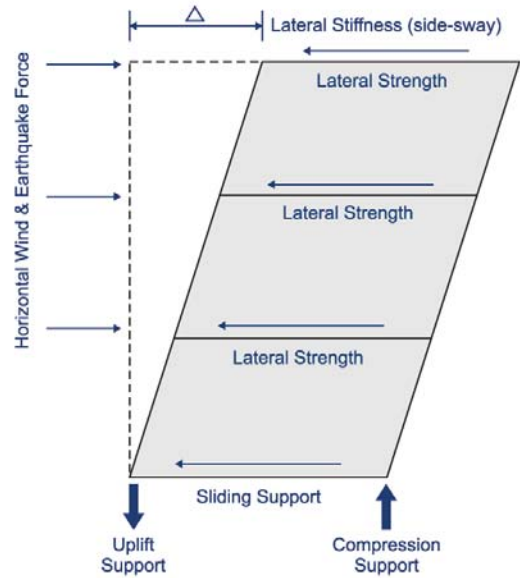 △
Lateral Stiffness (side-sway)
Horizontal Wind & Earthquake Force
Lateral Strength
Lateral Strength
Lateral Strength
Sliding Support
Uplift
Support
Compression
Support